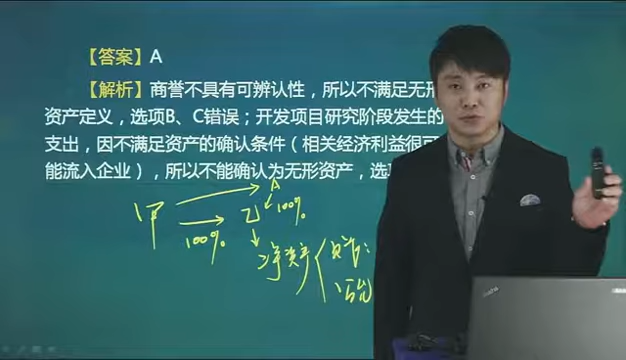 【答案】A
【解析】商誉不具有可辨认性，所以不满足无形
资产定义，选项B、C错误；开发项目研究阶段发生的
支出，因不满足资产的确认条件（相关经济利益很可
能流入企业），所以不能确认为无形资产，选
A
甲 100% 乙 100%
净资产
ThinkPad